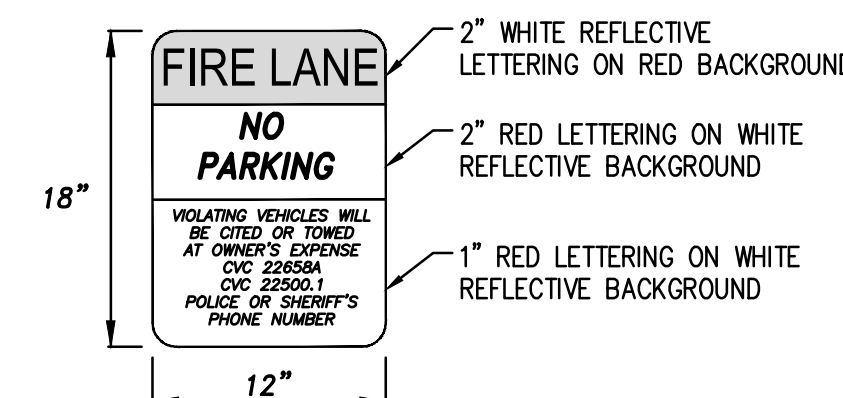 FIRE LANE
NO
PARKING
VIOLATING VEHICLES WILL
BE CITED OR TOWED
AT OWNER'S EXPENSE
CVC 22658A
CVC 22500.1
POLICE OR SHERIFF'S
PHONE NUMBER
18"
12"
2" WHITE REFLECTIVE
LETTERING ON RED BACKGROUND
2" RED LETTERING ON WHITE
REFLECTIVE BACKGROUND
1" RED LETTERING ON WHITE
REFLECTIVE BACKGROUND